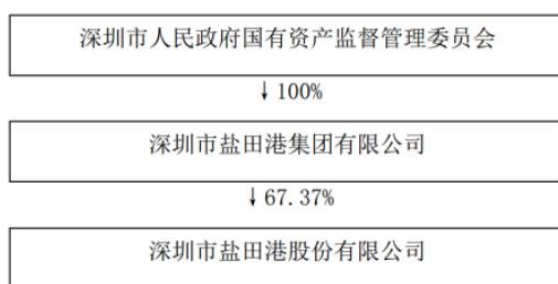 深圳市人民政府国有资产监督管理委员会
↓100%
深圳市盐田港集团有限公司
↓67.37%
深圳市盐田港股份有限公司